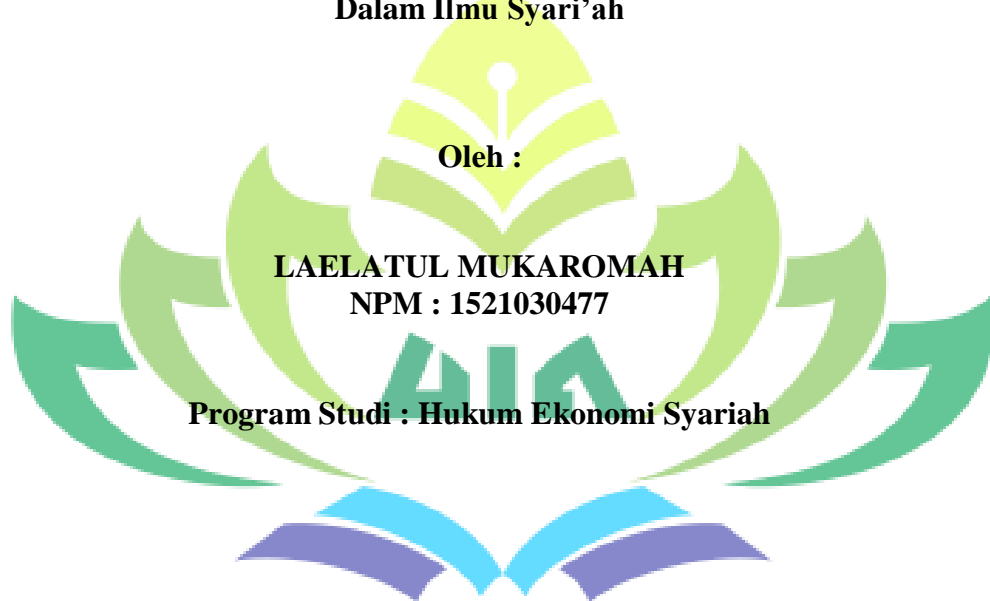 Dalam Ilmu Syari’ah
Oleh :
LAELATUL MUKAROMAH
NPM : 1521030477
Program Studi : Hukum Ekonomi Syariah